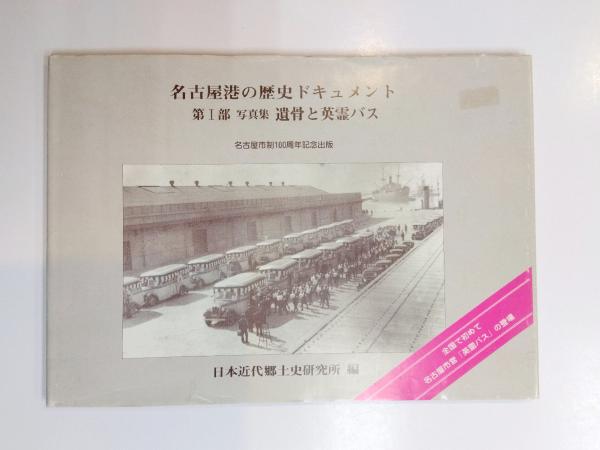 名古屋港の歴史ドキュメント
第Ⅰ部 写真集 遺骨と英霊バス
名古屋市制100周年記念出版
全国で初めて
名古屋市営「英霊バス」の登場
日本近代郷土史研究所 編